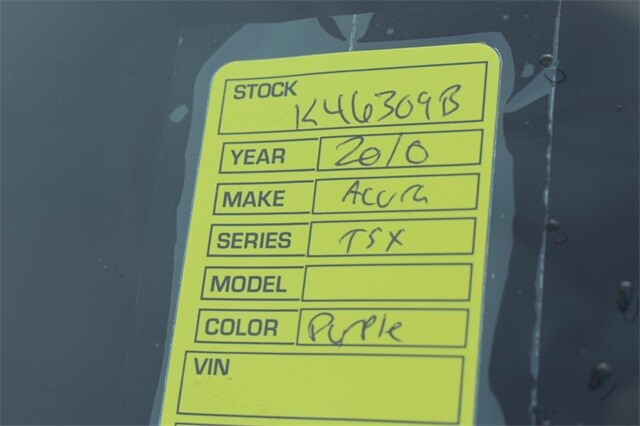 STOCK K46309B
YEAR 2010
MAKE Acura
SERIES TSX
MODEL
COLOR Purple
VIN